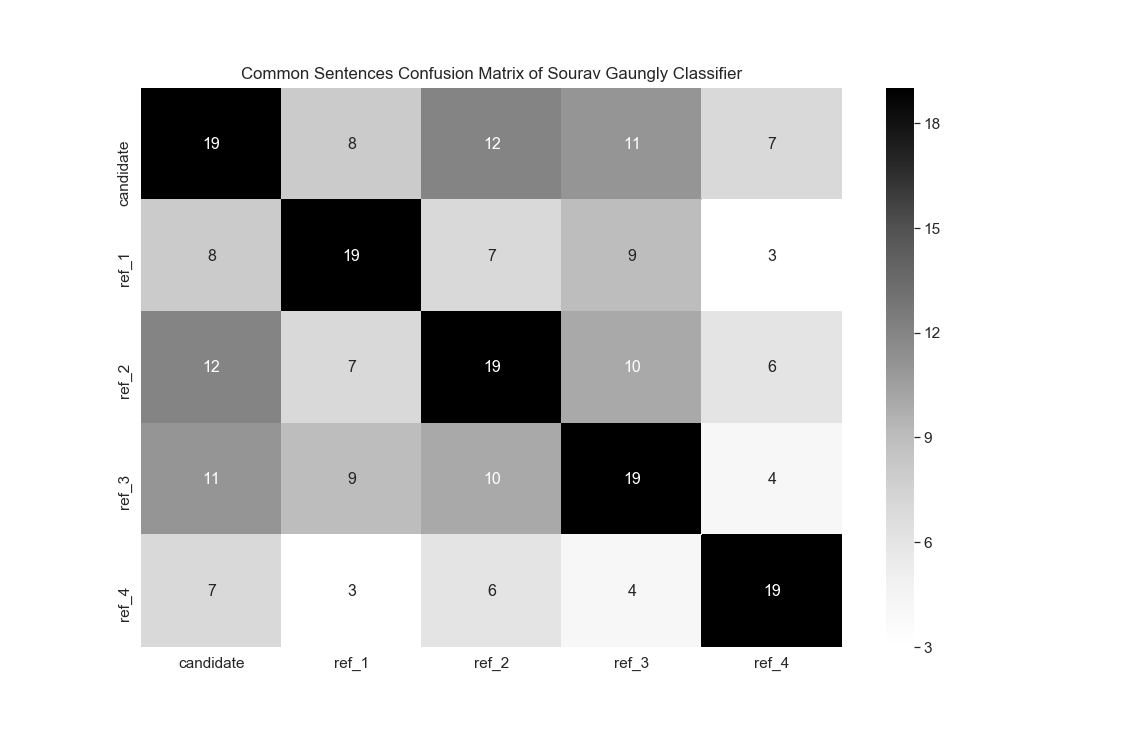 Common Sentences Confusion Matrix of Sourav Gaungly Classifier
candidate 19 8 12 11 7
ref_1 8 19 7 9 3
ref_2 12 7 19 10 6
ref_3 11 9 10 19 4
ref_4 7 3 6 4 19
candidate ref_1 ref_2 ref_3 ref_4
18
15
12
9
6
3